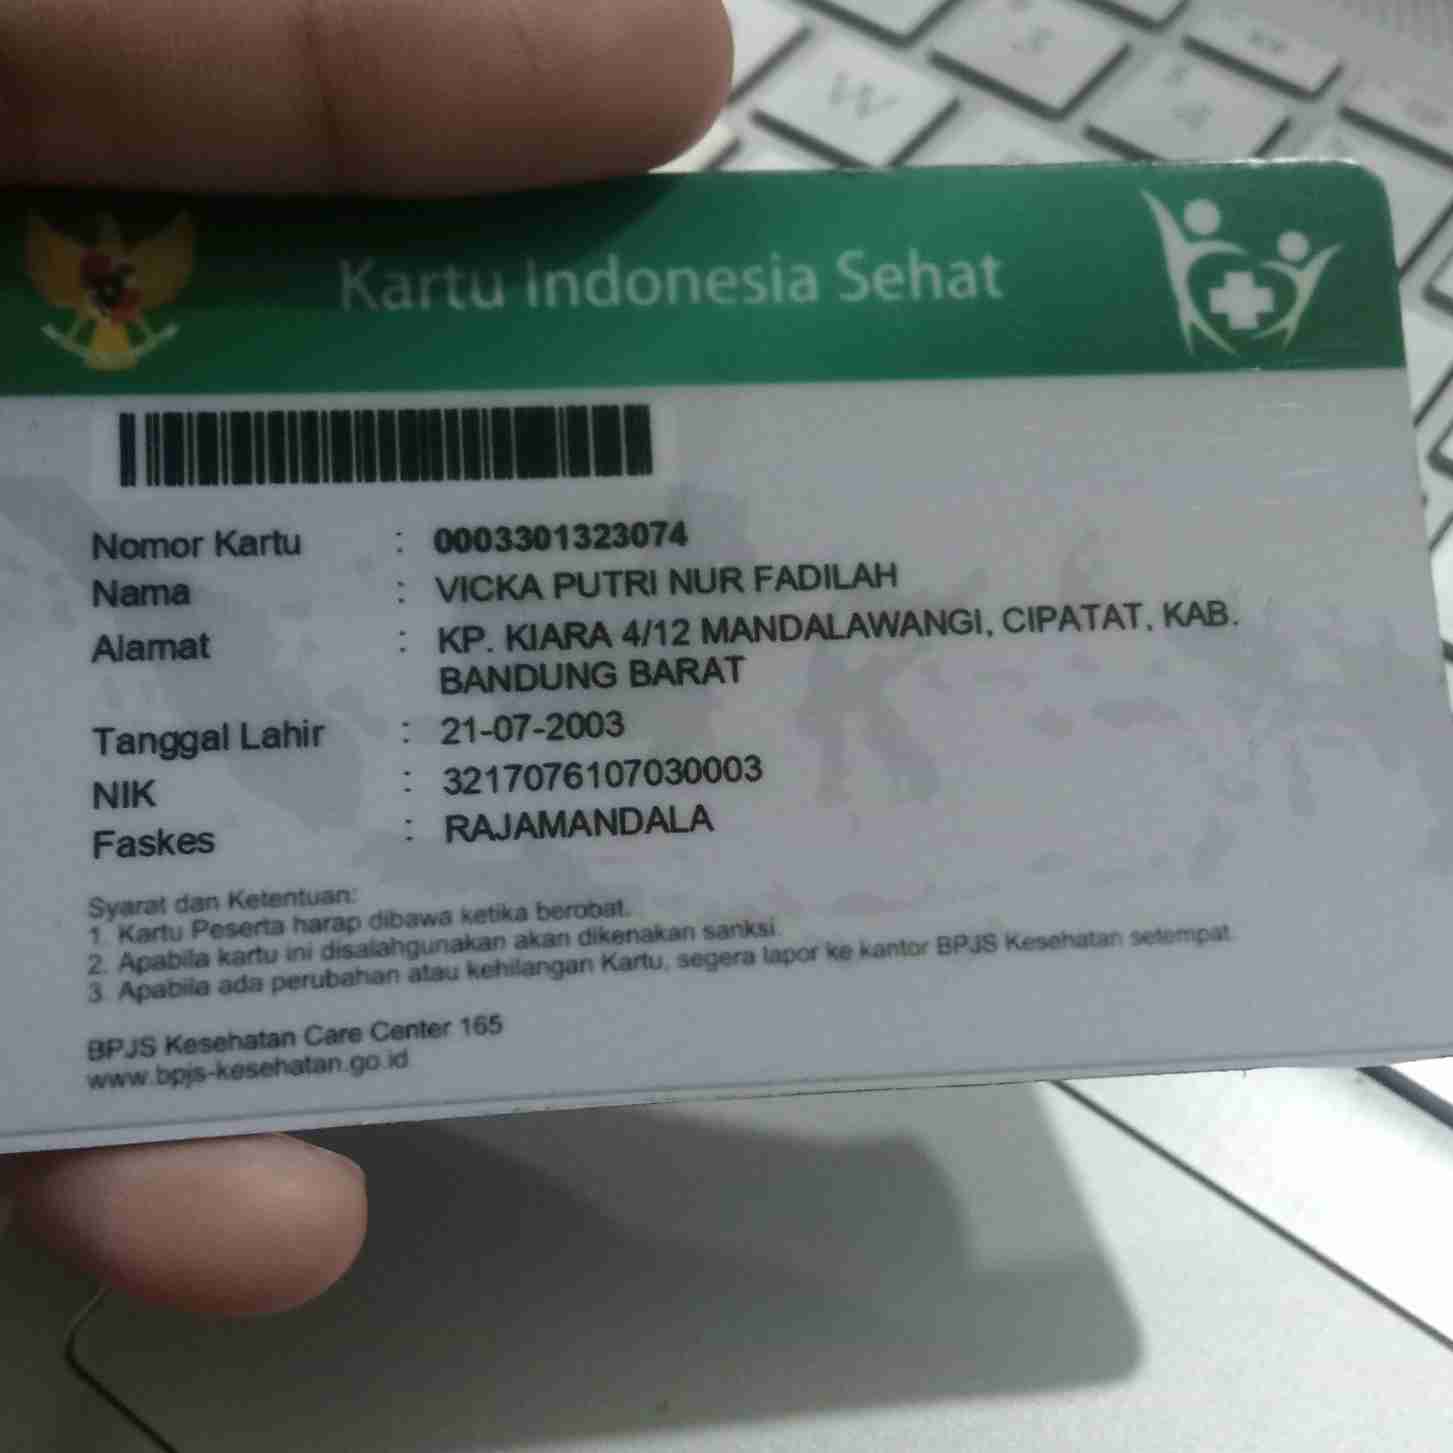 W
Kartu Indonesia Sehat
Nomor Kartu : 0003301323074
Nama : VICKA PUTRI NUR FADILAH
Alamat : KP. KIARA 4/12 MANDALAWANGI, CIPATAT, KAB.
BANDUNG BARAT
Tanggal Lahir : 21-07-2003
NIK : 3217076107030003
Faskes : RAJAMANDALA
Syarat dan Ketentuan:
1. Kartu Peserta harap dibawa ketika berobat.
2. Apabila kartu ini disalahgunakan akan dikenakan sanksi.
3. Apabila ada perubahan atau kehilangan Kartu, segera lapor ke kantor BPJS Kesehatan setempat.
BPJS Kesehatan Care Center 165
www.bpjs-kesehatan.go.id